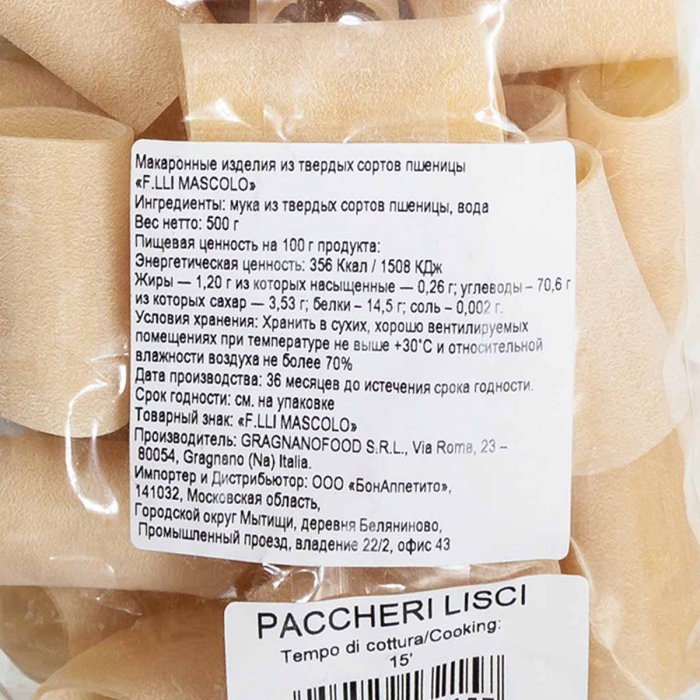 Макаронные изделия из твердых сортов пшеницы
«F.LLI MASCOLO»
Ингредиенты: мука из твердых сортов пшеницы, вода
Вес нетто: 500 г
Пищевая ценность на 100 г продукта:
Энергетическая ценность: 356 Ккал / 1508 КДж
Жиры — 1,20 г из которых насыщенные — 0,26 г; углеводы – 70,6 г
из которых сахар — 3,53 г; белки – 14,5 г; соль – 0,002 г.
Условия хранения: Хранить в сухих, хорошо вентилируемых
помещениях при температуре не выше +30°С и относительной
влажности воздуха не более 70%
Дата производства: 36 месяцев до истечения срока годности.
Срок годности: см. на упаковке
Товарный знак: «F.LLI MASCOLO»
Производитель: GRAGNANOFOOD S.R.L., Via Roma, 23 –
80054, Gragnano (Na) Italia.
Импортер и Дистрибьютор: ООО «БонАппетито»,
141032, Московская область,
Городской округ Мытищи, деревня Беляниново,
Промышленный проезд, владение 22/2, офис 43
PACCHERI LISCI
Tempo di cottura/Cooking:
15'